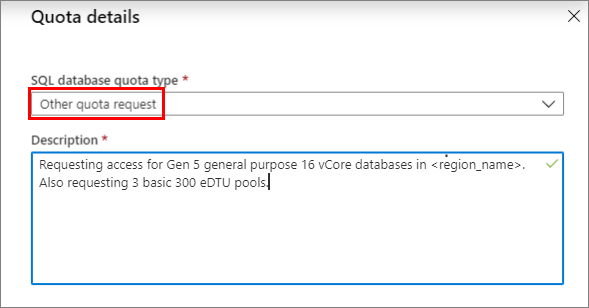 Quota details
SQL database quota type *
Other quota request
Description *
Requesting access for Gen 5 general purpose 16 vCore databases in <region_name>.
Also requesting 3 basic 300 eDTU pools.